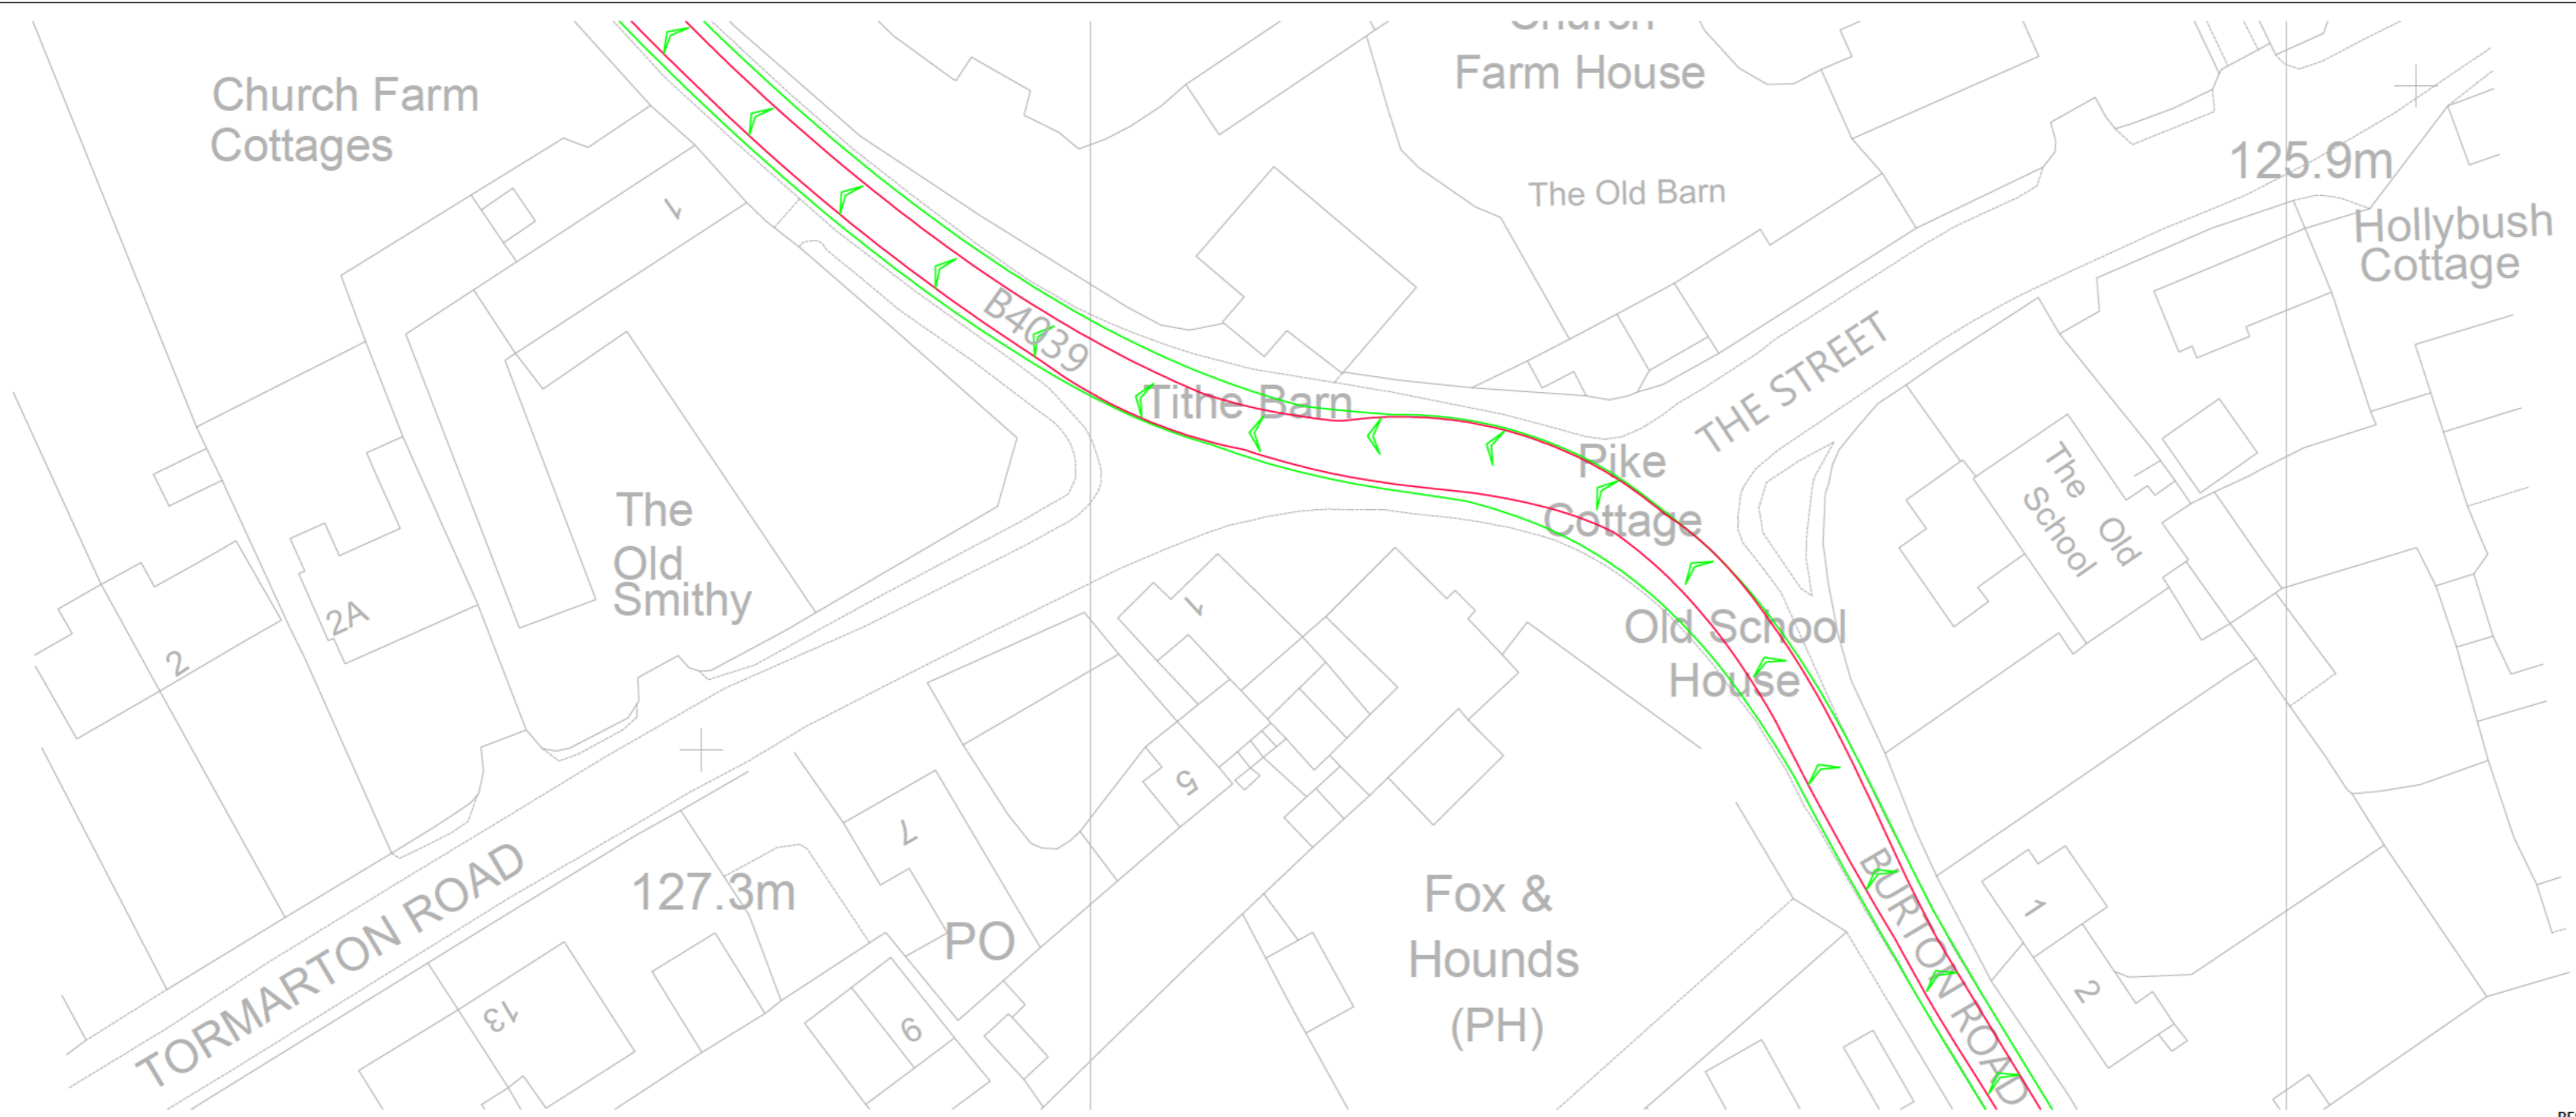 Church
Farm House
Church Farm
Cottages
125.9m
The Old Barn
Hollybush
Cottage
1
B4039
THE STREET
Tithe Barn
Pike
Cottage
The Old
School
The
Old
Smithy
2A
2
1
Old School
House
5
7
TORMARTON ROAD
127.3m
PO
Fox &
Hounds
(PH)
BURTON ROAD
1
2
13
9